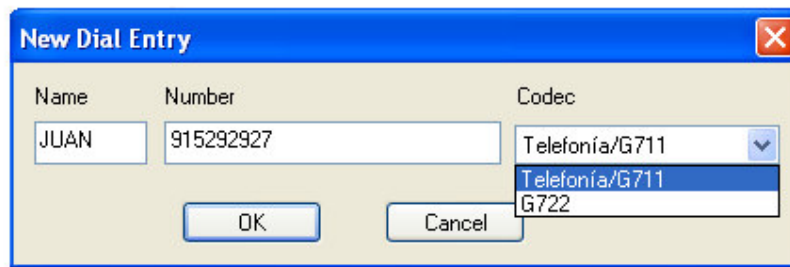 New Dial Entry
Name Number Codec
JUAN 915292927 Telefonía/G711
Telefonía/G711
G722
OK Cancel